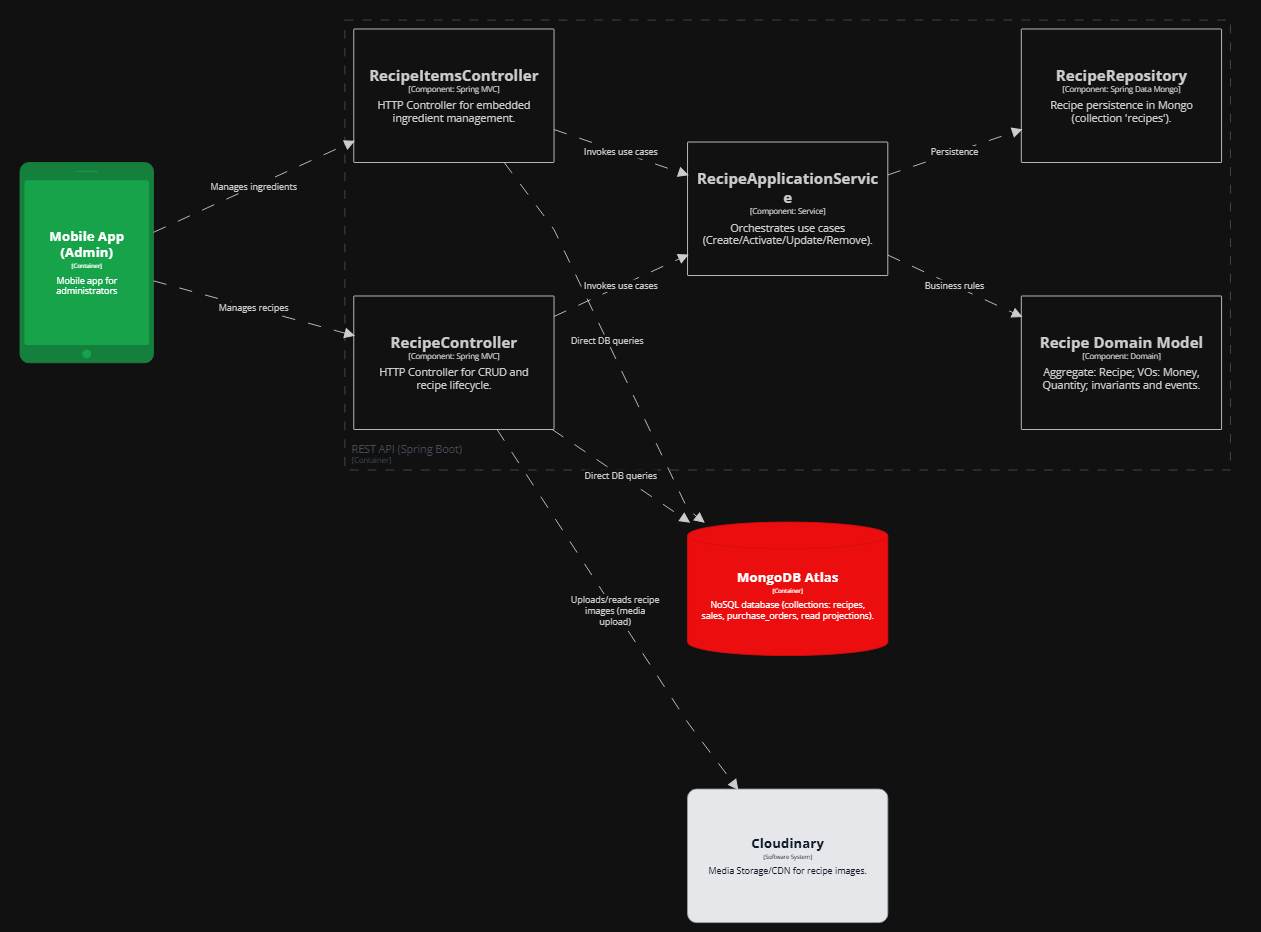 RecipeItemsController
[Component: Spring MVC]
HTTP Controller for embedded
ingredient management.
RecipeRepository
[Component: Spring Data Mongo]
Recipe persistence in Mongo
(collection 'recipes').
Invokes use cases
Persistence
Manages ingredients
RecipeApplicationServic
e
[Component: Service]
Orchestrates use cases
(Create/Activate/Update/Remove).
Mobile App
(Admin)
[Container]
Mobile app for
administrators
Invokes use cases
Business rules
Manages recipes
Direct DB queries
RecipeController
[Component: Spring MVC]
HTTP Controller for CRUD and
recipe lifecycle.
Recipe Domain Model
[Component: Domain]
Aggregate: Recipe; VOs: Money,
Quantity; invariants and events.
REST API (Spring Boot)
[Container]
Direct DB queries
MongoDB Atlas
[Container]
NoSQL database (collections: recipes,
sales, purchase_orders, read projections).
Uploads/reads recipe
images (media
upload)
Cloudinary
[Software System]
Media Storage/CDN for recipe images.